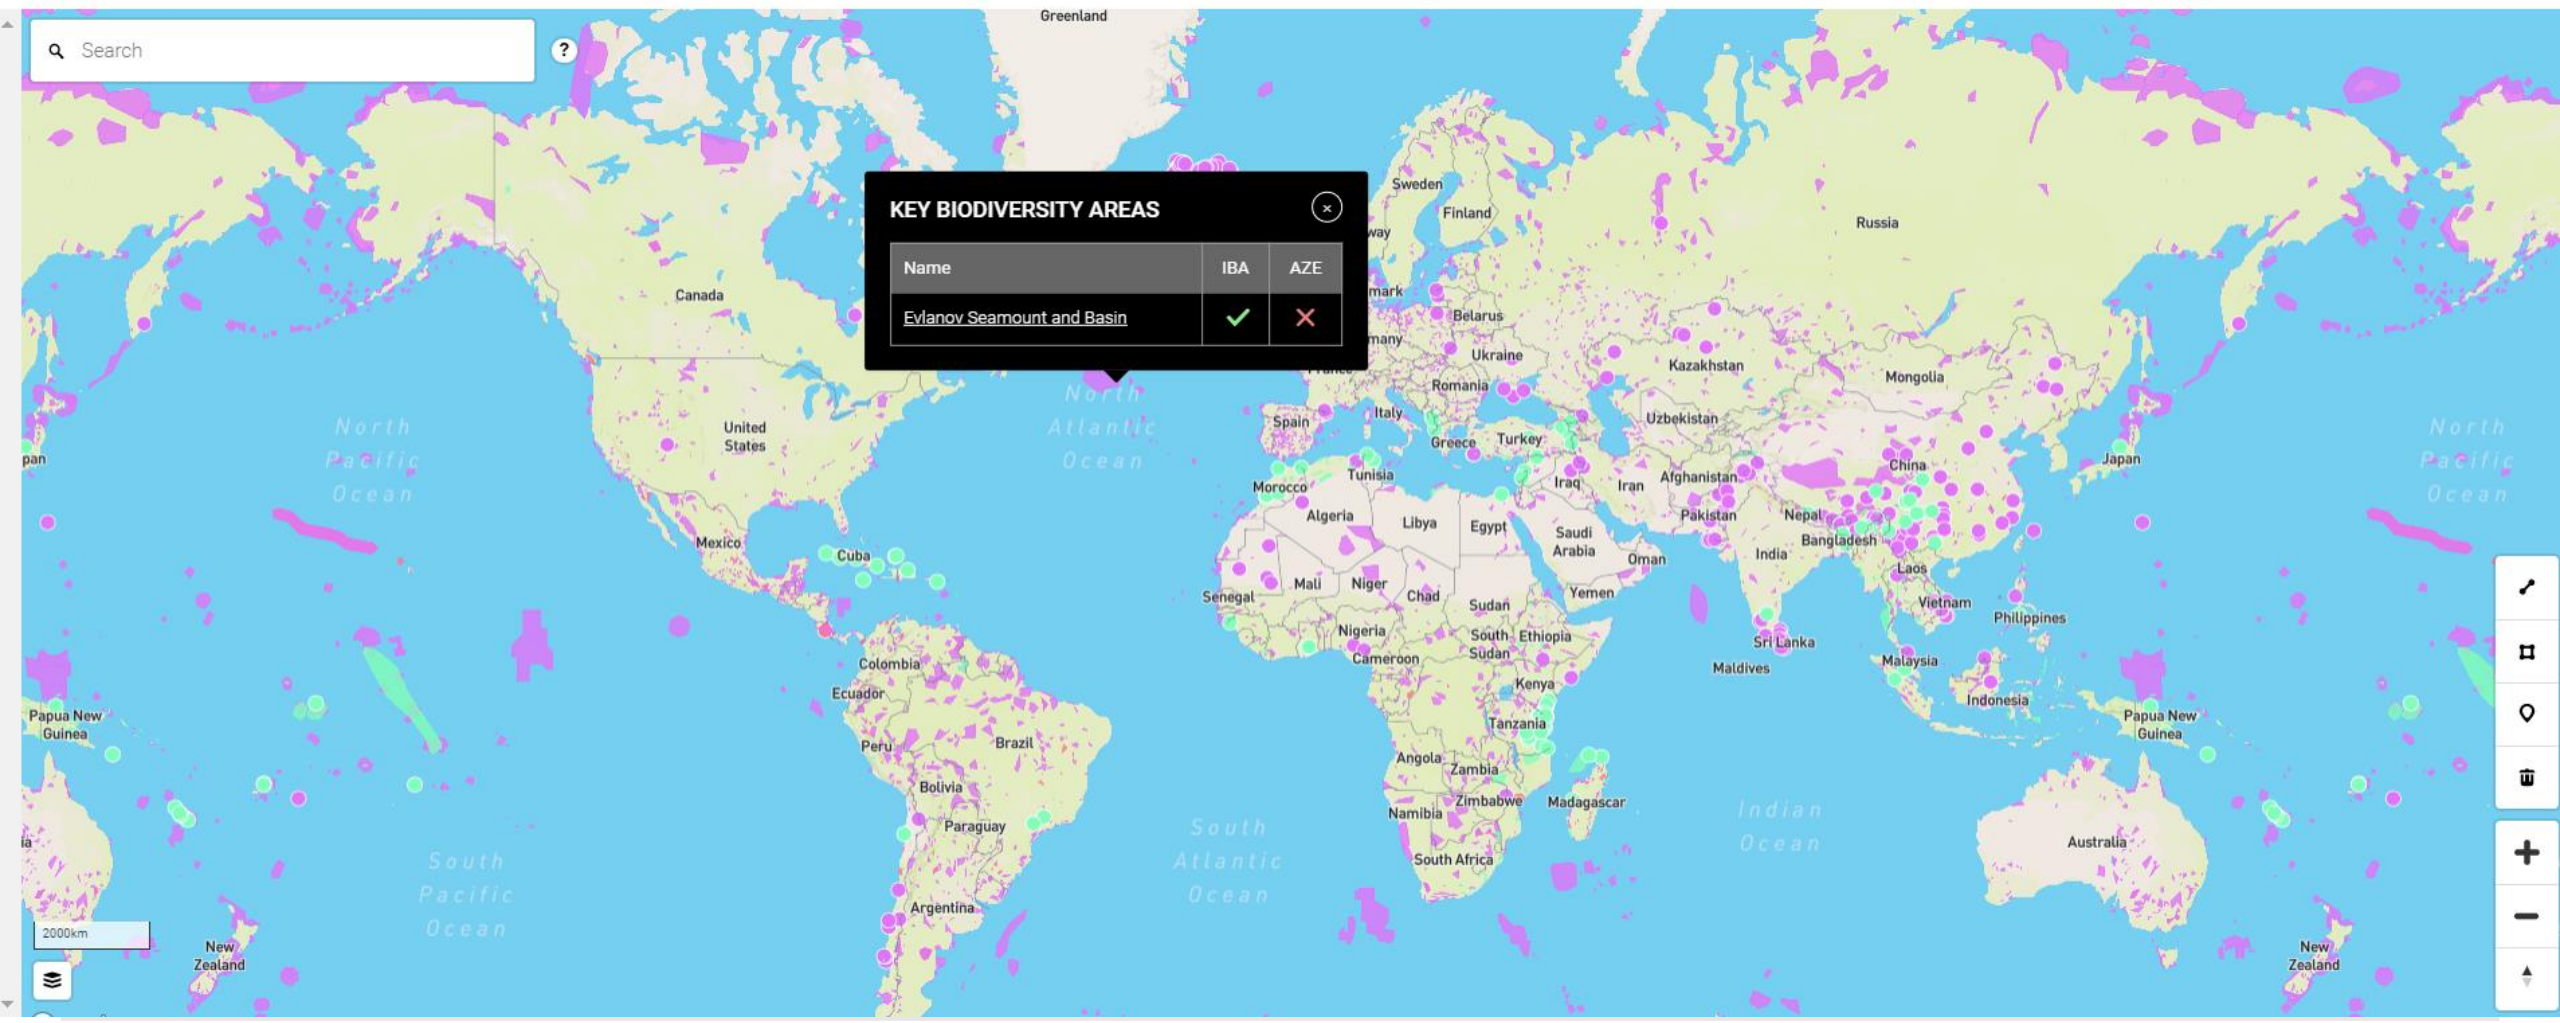 Greenland
Search
?
KEY BIODIVERSITY AREAS
Name IBA AZE
Evlanov Seamount and Basin
Sweden
Finland
way
Russia
Canada
mark
Belarus
many
Ukraine
Kazakhstan
Mongolia
Romania
North
Atlantic
Ocean
North
Pacific
Ocean
United
States
Spain
Italy
Greece
Turkey
Uzbekistan
China
Japan
North
Pacific
Ocean
pan
Morocco
Tunisia
Iraq
Iran
Afghanistan
Algeria
Libya
Egypt
Saudi
Arabia
Pakistan
Nepal
Bangladesh
India
Oman
Mexico
Cuba
Laos
Mali
Niger
Chad
Sudan
Yemen
Senegal
Vietnam
Philippines
Nigeria
South
Sudan
Ethiopia
Sri Lanka
Cameroon
Colombia
Maldives
Malaysia
Ecuador
Kenya
Indonesia
Papua New
Guinea
Tanzania
Papua New
Guinea
Peru
Brazil
Angola
Zambia
Bolivia
Zimbabwe
Madagascar
Namibia
Indian
Ocean
Paraguay
South
Atlantic
Ocean
ia
Australia
South
Pacific
Ocean
South Africa
Argentina
2000km
New
Zealand
New
Zealand